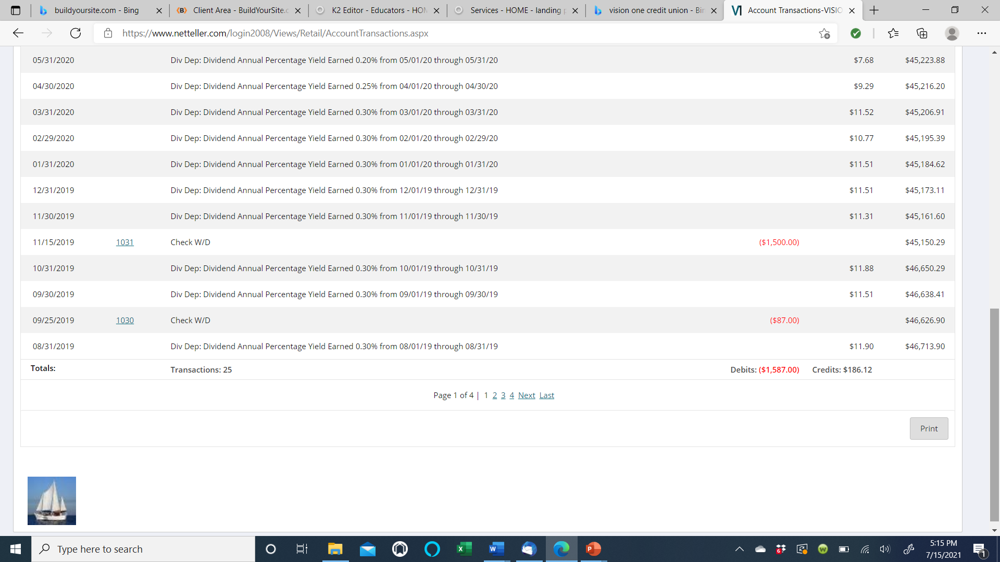 buildyoursite.com - Bing
Client Area - BuildYourSite.c
K2 Editor - Educators - HOM
Services - HOME - landing p
vision one credit union - Bin
V1 Account Transactions-VISIO
https://www.netteller.com/login2008/Views/Retail/AccountTransactions.aspx
05/31/2020 Div Dep: Dividend Annual Percentage Yield Earned 0.20% from 05/01/20 through 05/31/20 $7.68 $45,223.88
04/30/2020 Div Dep: Dividend Annual Percentage Yield Earned 0.25% from 04/01/20 through 04/30/20 $9.29 $45,216.20
03/31/2020 Div Dep: Dividend Annual Percentage Yield Earned 0.30% from 03/01/20 through 03/31/20 $11.52 $45,206.91
02/29/2020 Div Dep: Dividend Annual Percentage Yield Earned 0.30% from 02/01/20 through 02/29/20 $10.77 $45,195.39
01/31/2020 Div Dep: Dividend Annual Percentage Yield Earned 0.30% from 01/01/20 through 01/31/20 $11.51 $45,184.62
12/31/2019 Div Dep: Dividend Annual Percentage Yield Earned 0.30% from 12/01/19 through 12/31/19 $11.51 $45,173.11
11/30/2019 Div Dep: Dividend Annual Percentage Yield Earned 0.30% from 11/01/19 through 11/30/19 $11.31 $45,161.60
11/15/2019 1031 Check W/D ($1,500.00) $45,150.29
10/31/2019 Div Dep: Dividend Annual Percentage Yield Earned 0.30% from 10/01/19 through 10/31/19 $11.88 $46,650.29
09/30/2019 Div Dep: Dividend Annual Percentage Yield Earned 0.30% from 09/01/19 through 09/30/19 $11.51 $46,638.41
09/25/2019 1030 Check W/D ($87.00) $46,626.90
08/31/2019 Div Dep: Dividend Annual Percentage Yield Earned 0.30% from 08/01/19 through 08/31/19 $11.90 $46,713.90
Totals: Transactions: 25 Debits: ($1,587.00) Credits: $186.12
Page 1 of 4 | 1 2 3 4 Next Last
Print
Type here to search
5:15 PM
7/15/2021
1